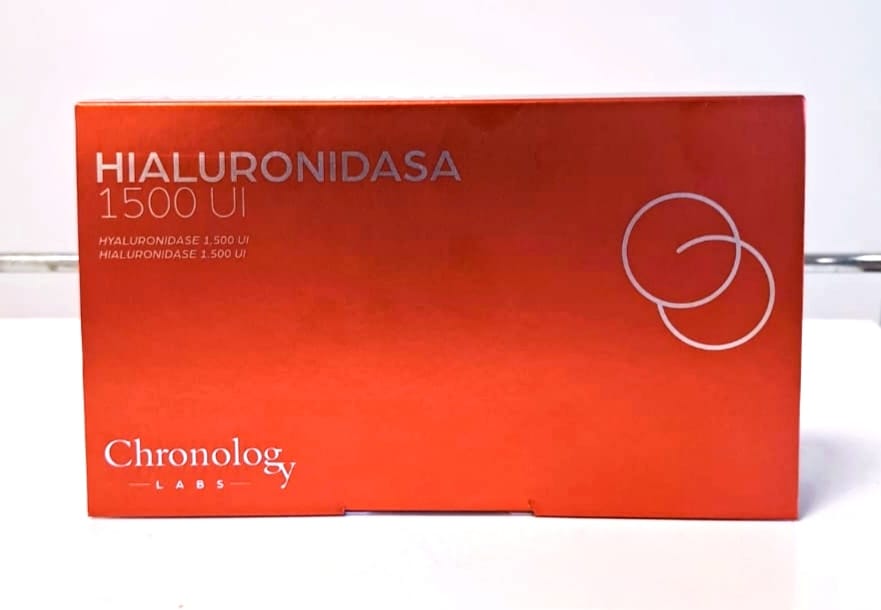 HIALURONIDASA
1500 UI
HYALURONIDASE 1,500 UI
HIALURONIDASE 1.500 UI
Chronology
LABS